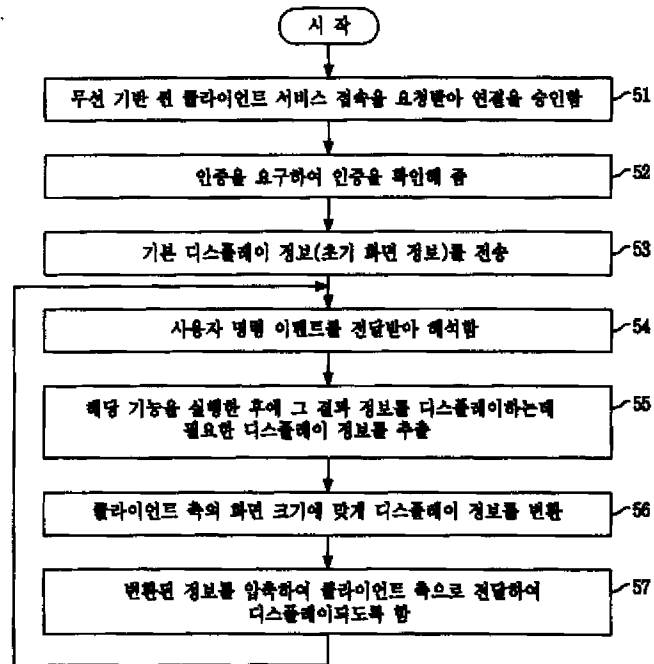 시 작
무선 기반 씬 클라이언트 서비스 접속을 요청받아 연결을 승인함
51
인증을 요구하여 인증을 확인해 줌
52
기본 디스플레이 정보(초기 화면 정보)를 전송
53
사용자 명령 이벤트를 전달받아 해석함
54
해당 기능을 실행한 후에 그 결과 정보를 디스플레이하는데
필요한 디스플레이 정보를 추출
55
클라이언트 측의 화면 크기에 맞게 디스플레이 정보를 변환
56
변환된 정보를 압축하여 클라이언트 측으로 전달하여
디스플레이되도록 함
57